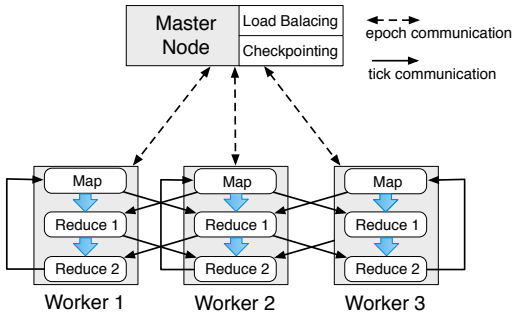 Master
Node
Load Balacing
Checkpointing
epoch communication
tick communication
Map
Map
Map
Reduce 1
Reduce 1
Reduce 1
Reduce 2
Reduce 2
Reduce 2
Worker 1
Worker 2
Worker 3